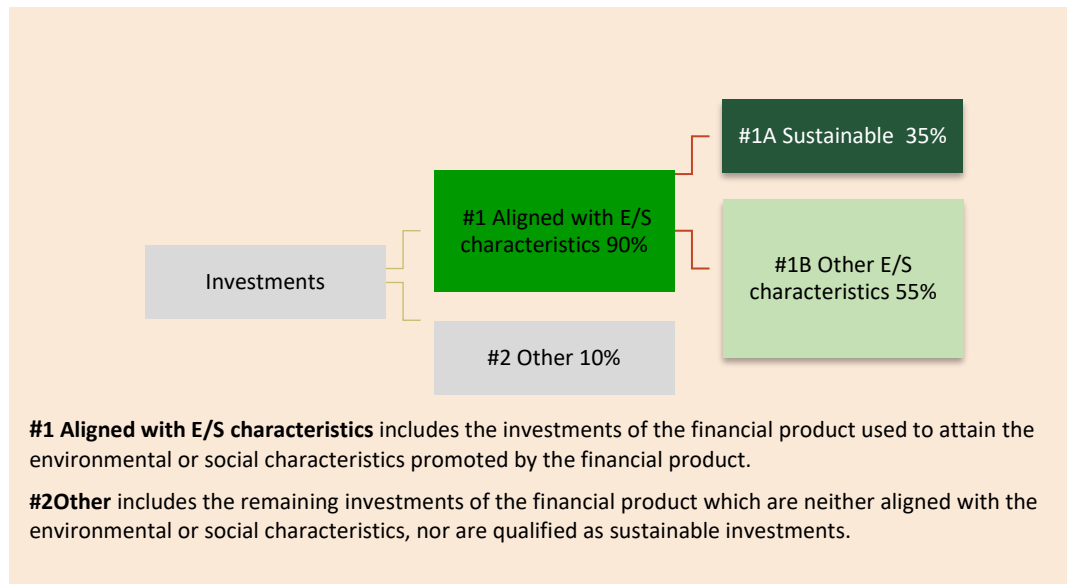 #1A Sustainable 35%
#1 Aligned with E/S
characteristics 90%
#1B Other E/S
characteristics 55%
Investments
#2 Other 10%
#1 Aligned with E/S characteristics includes the investments of the financial product used to attain the
environmental or social characteristics promoted by the financial product.
#2Other includes the remaining investments of the financial product which are neither aligned with the
environmental or social characteristics, nor are qualified as sustainable investments.